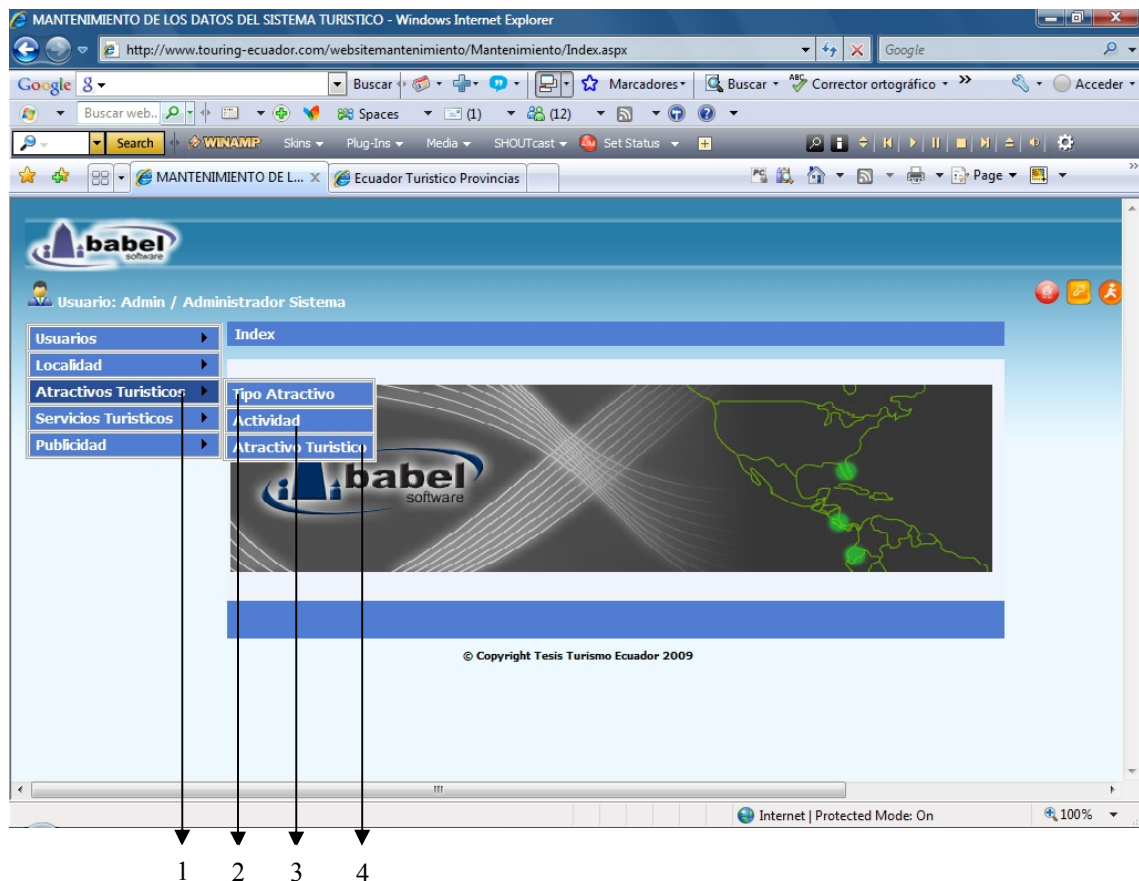 MANTENIMIENTO DE LOS DATOS DEL SISTEMA TURISTICO - Windows Internet Explorer
http://www.touring-ecuador.com/websitemantenimiento/Mantenimiento/Index.aspx Google
Google Buscar Marcadores Buscar ABC Corrector ortográfico » Acceder
Buscar web.. Spaces (1) (12)
Search WINAMP Skins Plug-Ins Media SHOUTcast Set Status
MANTENIMIENTO DE L... X Ecuador Turistico Provincias Page »
babel
software
Usuario: Admin / Administrador Sistema
Usuarios Index
Localidad
Atractivos Turisticos Tipo Atractivo
Servicios Turisticos Actividad
Publicidad Atractivo Turistico
babel
software
© Copyright Tesis Turismo Ecuador 2009
Internet | Protected Mode: On 100%
1 2 3 4